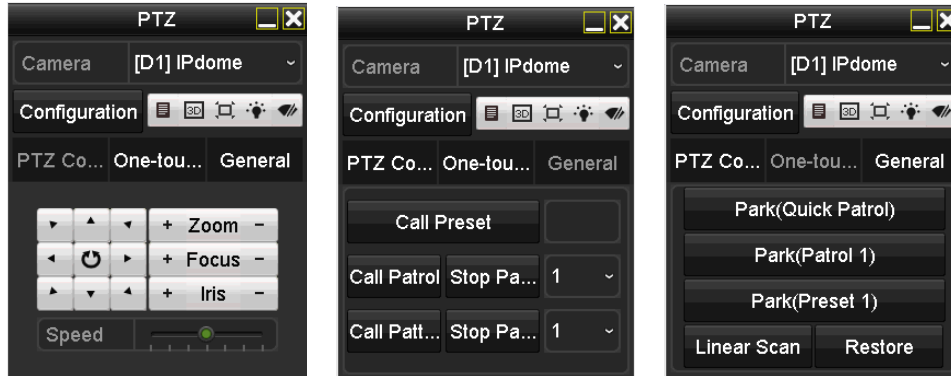 PTZ
Camera [D1] IPdome
Configuration 3D
PTZ Co... One-tou... General
+ Zoom -
+ Focus -
+ Iris -
Speed
PTZ
Camera [D1] IPdome
Configuration 3D
PTZ Co... One-tou... General
Call Preset
Call Patrol Stop Pa... 1
Call Patt... Stop Pa... 1
PTZ
Camera [D1] IPdome
Configuration 3D
PTZ Co... One-tou... General
Park(Quick Patrol)
Park(Patrol 1)
Park(Preset 1)
Linear Scan Restore